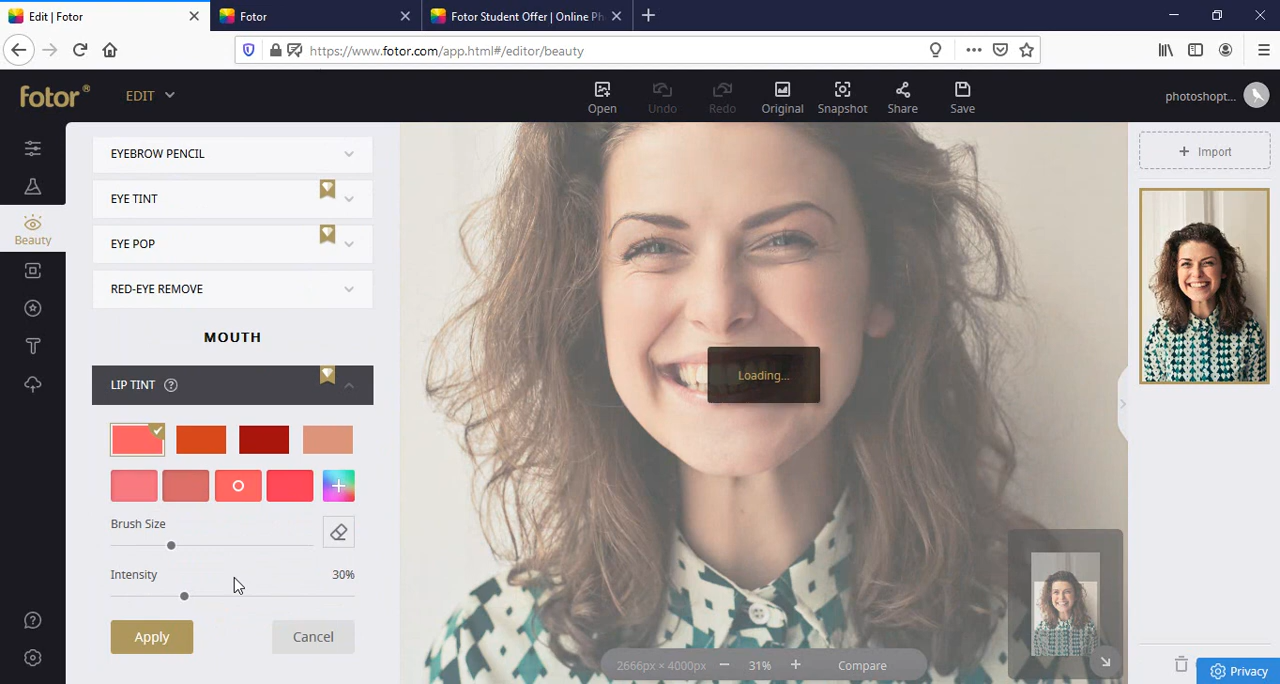 Edit | Fotor
Fotor
Fotor Student Offer | Online Ph
https://www.fotor.com/app.html#/editor/beauty
fotor®
EDIT
Open
Undo
Redo
Original
Snapshot
Share
Save
photoshopt...
Beauty
EYEBROW PENCIL
EYE TINT
EYE POP
RED-EYE REMOVE
MOUTH
LIP TINT
Brush Size
Intensity 30%
Apply
Cancel
Loading...
2666px × 4000px
31%
Compare
+ Import
Privacy